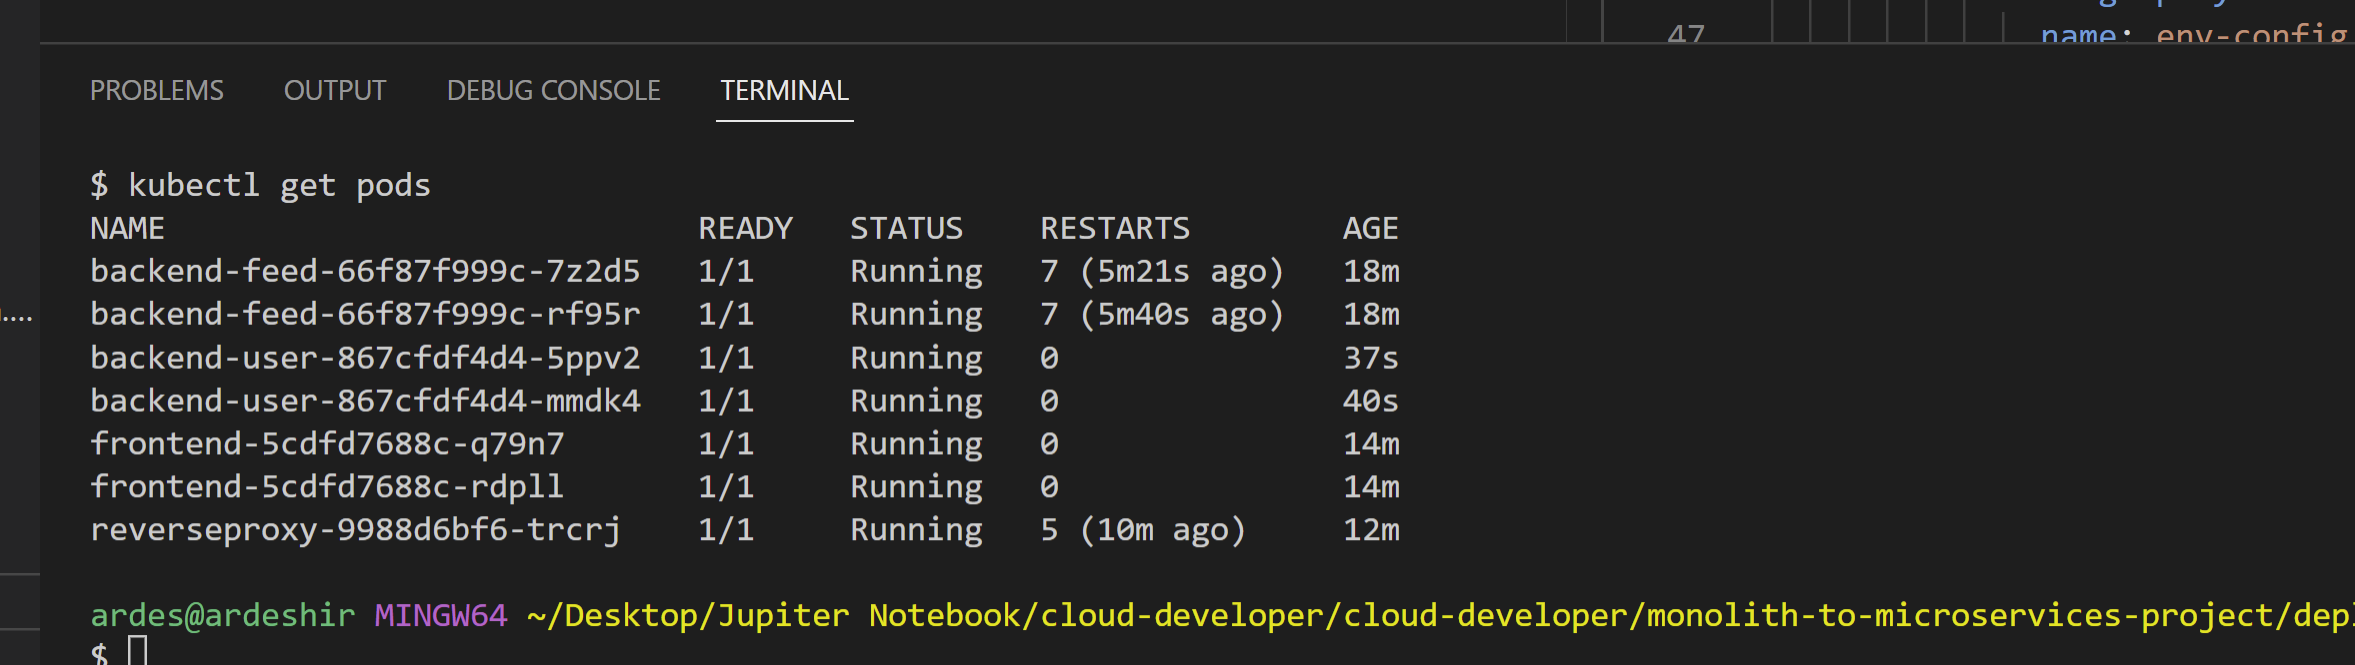 47 name: env-config
PROBLEMS OUTPUT DEBUG CONSOLE TERMINAL
$ kubectl get pods
NAME READY STATUS RESTARTS AGE
backend-feed-66f87f999c-7z2d5 1/1 Running 7 (5m21s ago) 18m
backend-feed-66f87f999c-rf95r 1/1 Running 7 (5m40s ago) 18m
backend-user-867cfdf4d4-5ppv2 1/1 Running 0 37s
backend-user-867cfdf4d4-mmdk4 1/1 Running 0 40s
frontend-5cdfd7688c-q79n7 1/1 Running 0 14m
frontend-5cdfd7688c-rdpll 1/1 Running 0 14m
reverseproxy-9988d6bf6-trcrj 1/1 Running 5 (10m ago) 12m
ardes@ardeshir MINGW64 ~/Desktop/Jupiter Notebook/cloud-developer/cloud-developer/monolith-to-microservices-project/depl
$